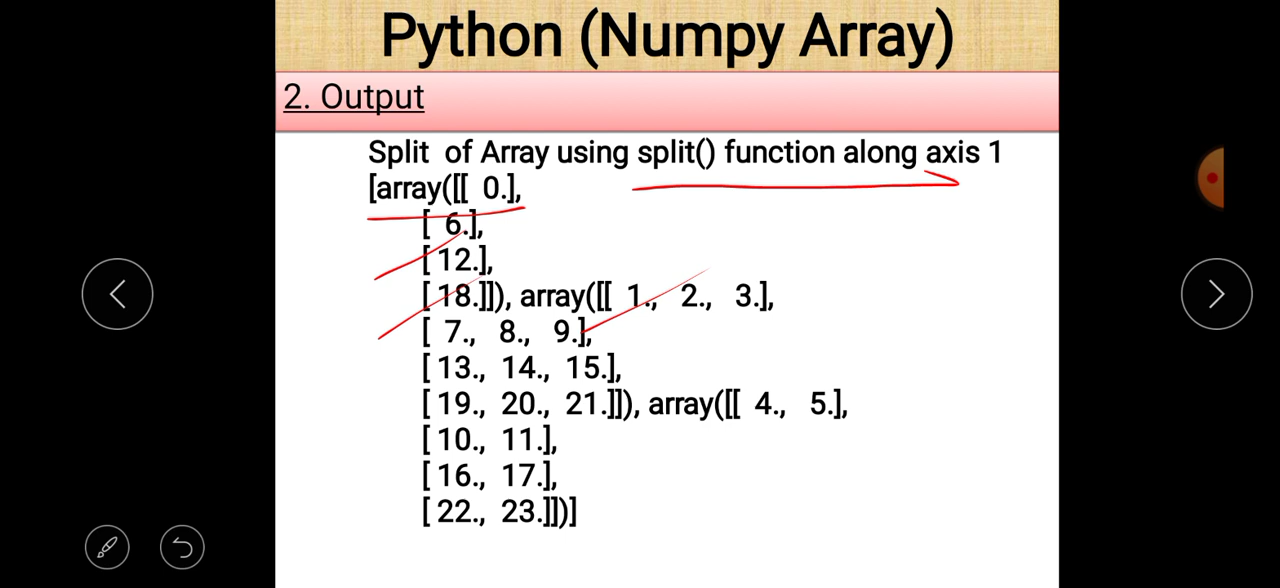 Python (Numpy Array)
2. Output
Split of Array using split() function along axis 1
[array([[ 0.],
[ 6.],
[ 12.],
[ 18.]]), array([[ 1., 2., 3.],
[ 7., 8., 9.],
[ 13., 14., 15.],
[ 19., 20., 21.]]), array([[ 4., 5.],
[ 10., 11.],
[ 16., 17.],
[ 22., 23.]])]